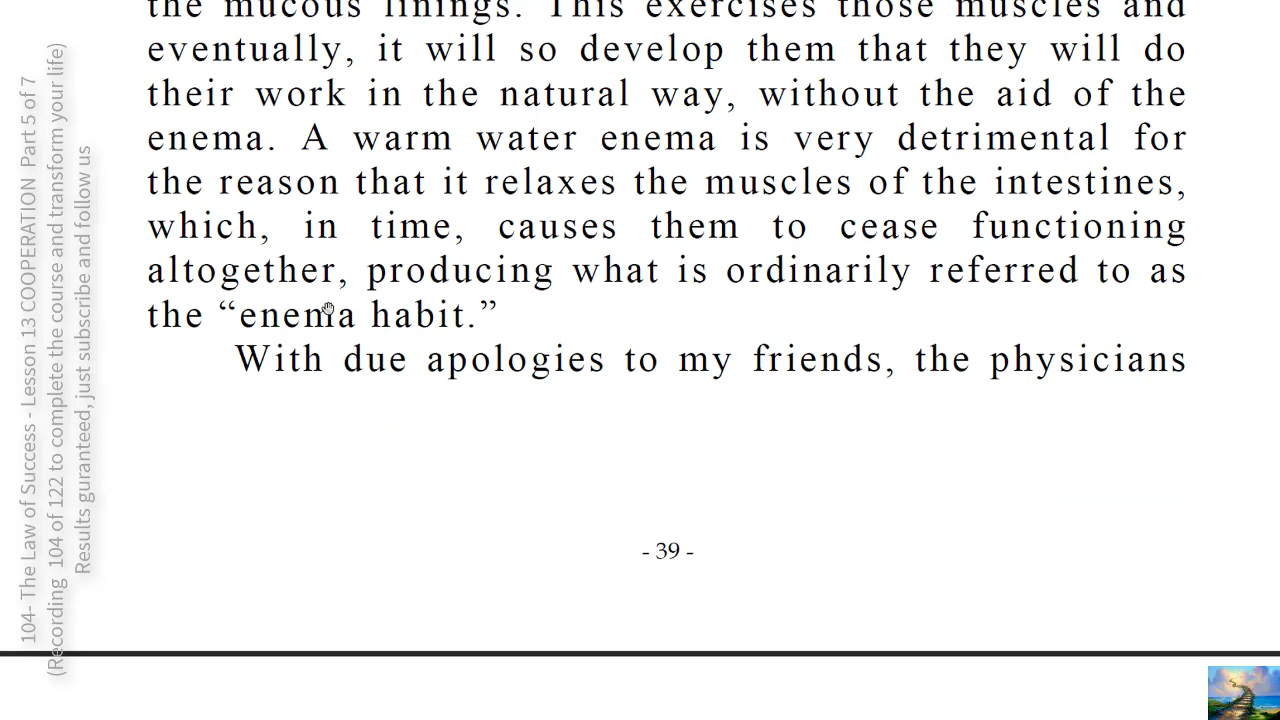 the mucous linings. This exercises those muscles and
eventually, it will so develop them that they will do
their work in the natural way, without the aid of the
enema. A warm water enema is very detrimental for
the reason that it relaxes the muscles of the intestines,
which, in time, causes them to cease functioning
altogether, producing what is ordinarily referred to as
the “enema habit.”
With due apologies to my friends, the physicians
- 39 -
104- The Law of Success - Lesson 13 COOPERATION Part 5 of 7
(Recording 104 of 122 to complete the course and transform your life)
Results guranteed, just subscribe and follow us